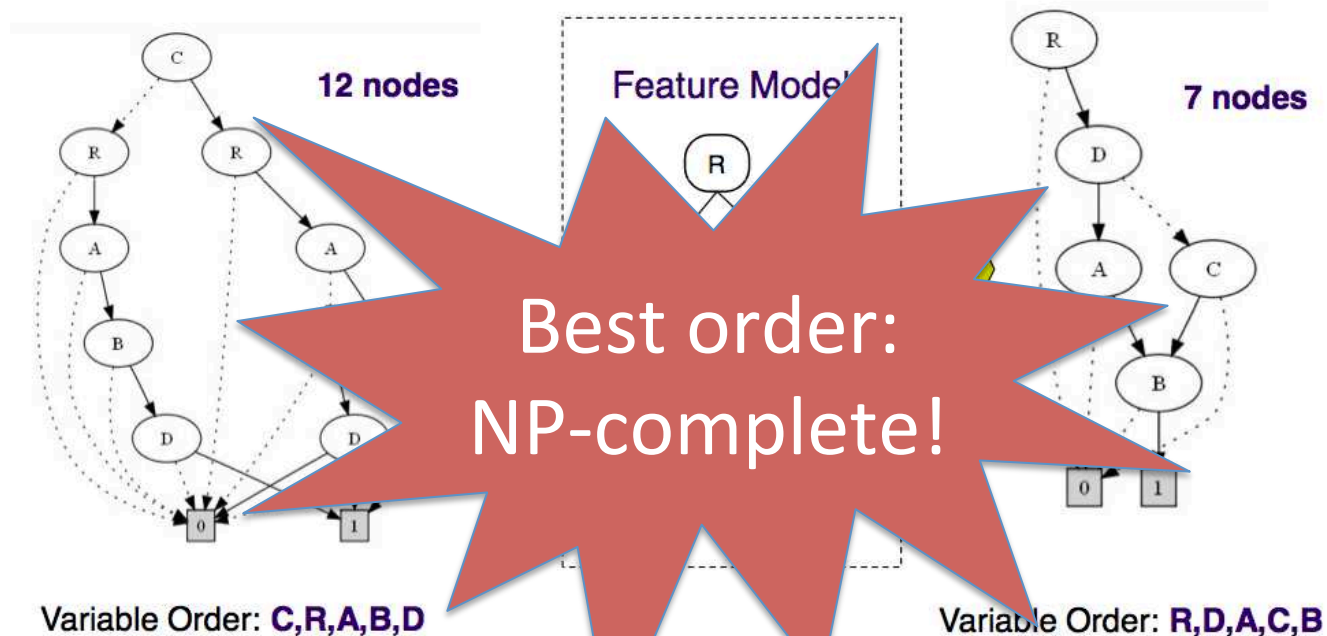 C
12 nodes
R
R
A
A
B
D
D
0
1
Variable Order: C,R,A,B,D
Feature Model
R
Best order:
NP-complete!
R
7 nodes
D
A
C
B
0
1
Variable Order: R,D,A,C,B